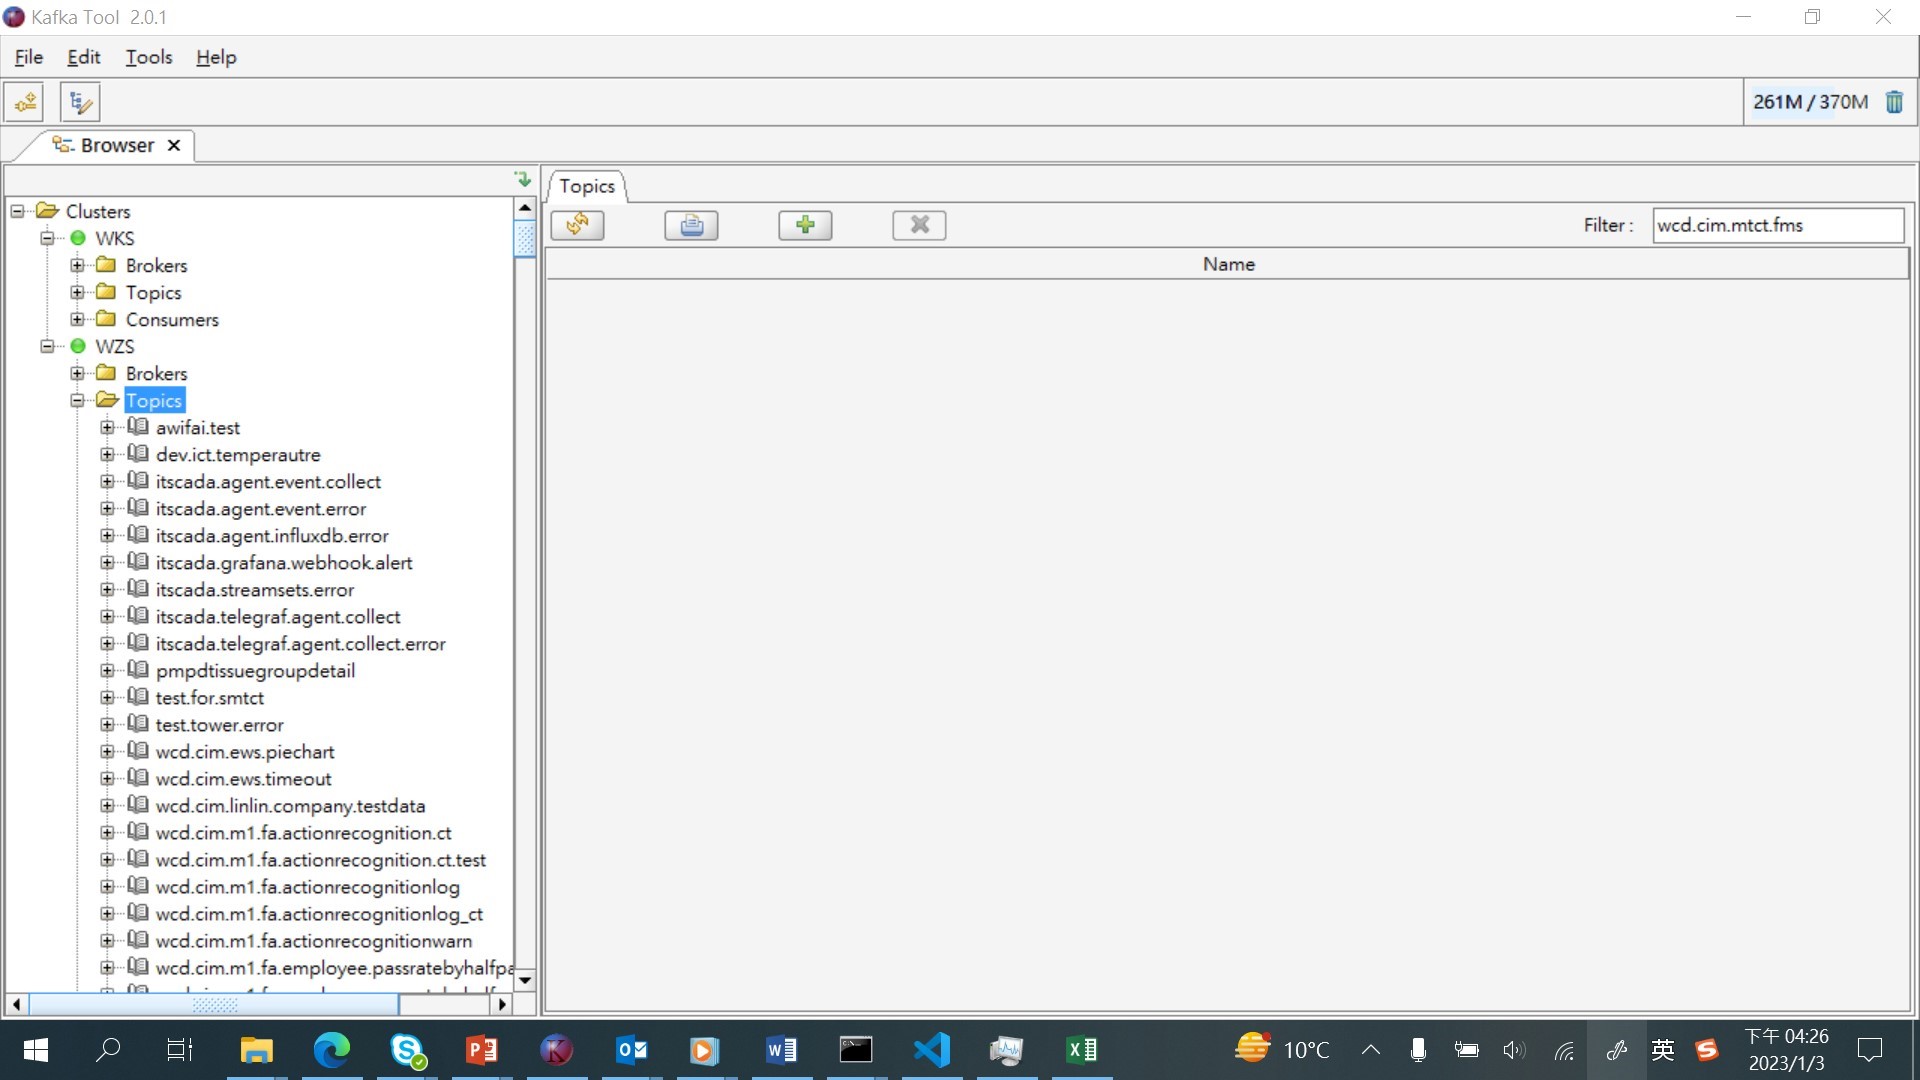 Kafka Tool 2.0.1
File Edit Tools Help
261M / 370M
Browser
Topics
Filter : wcd.cim.mtct.fms
Name
Clusters
WKS
Brokers
Topics
Consumers
WZS
Brokers
Topics
awifai.test
dev.ict.temperautre
itscada.agent.event.collect
itscada.agent.event.error
itscada.agent.influxdb.error
itscada.grafana.webhook.alert
itscada.streamsets.error
itscada.telegraf.agent.collect
itscada.telegraf.agent.collect.error
pmpdtissuegroupdetail
test.for.smtct
test.tower.error
wcd.cim.ews.piechart
wcd.cim.ews.timeout
wcd.cim.linlin.company.testdata
wcd.cim.m1.fa.actionrecognition.ct
wcd.cim.m1.fa.actionrecognition.ct.test
wcd.cim.m1.fa.actionrecognitionlog
wcd.cim.m1.fa.actionrecognitionlog_ct
wcd.cim.m1.fa.actionrecognitionwarn
wcd.cim.m1.fa.employee.passratebyhalfpa
10°C
英
下午 04:26
2023/1/3